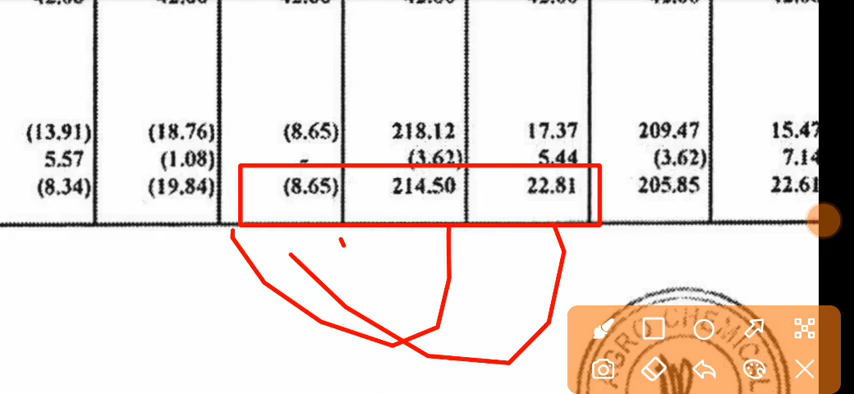 (13.91) (18.76) (8.65) 218.12 17.37 209.47 15.47
5.57 (1.08) - (3.62) 5.44 (3.62) 7.14
(8.34) (19.84) (8.65) 214.50 22.81 205.85 22.61
AGRO CHEMICAL